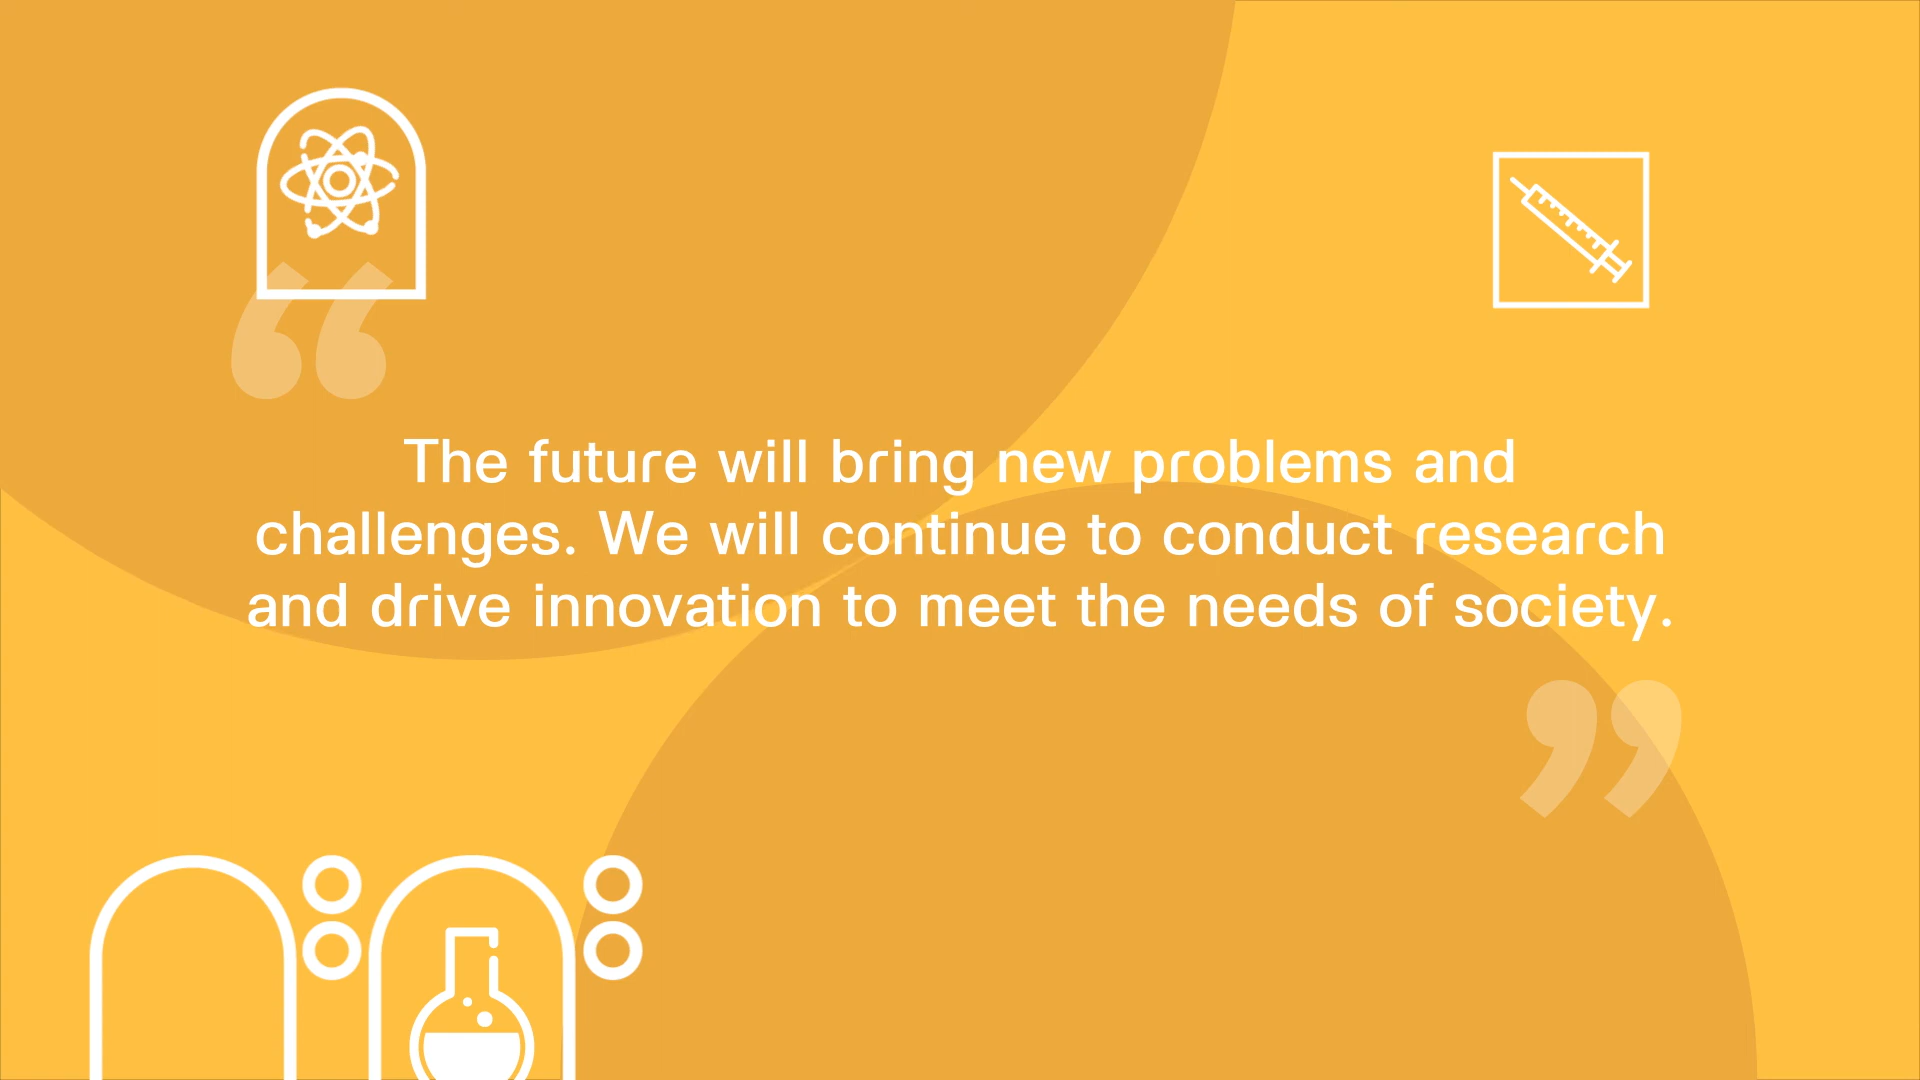 The future will bring new problems and
challenges. We will continue to conduct research
and drive innovation to meet the needs of society.